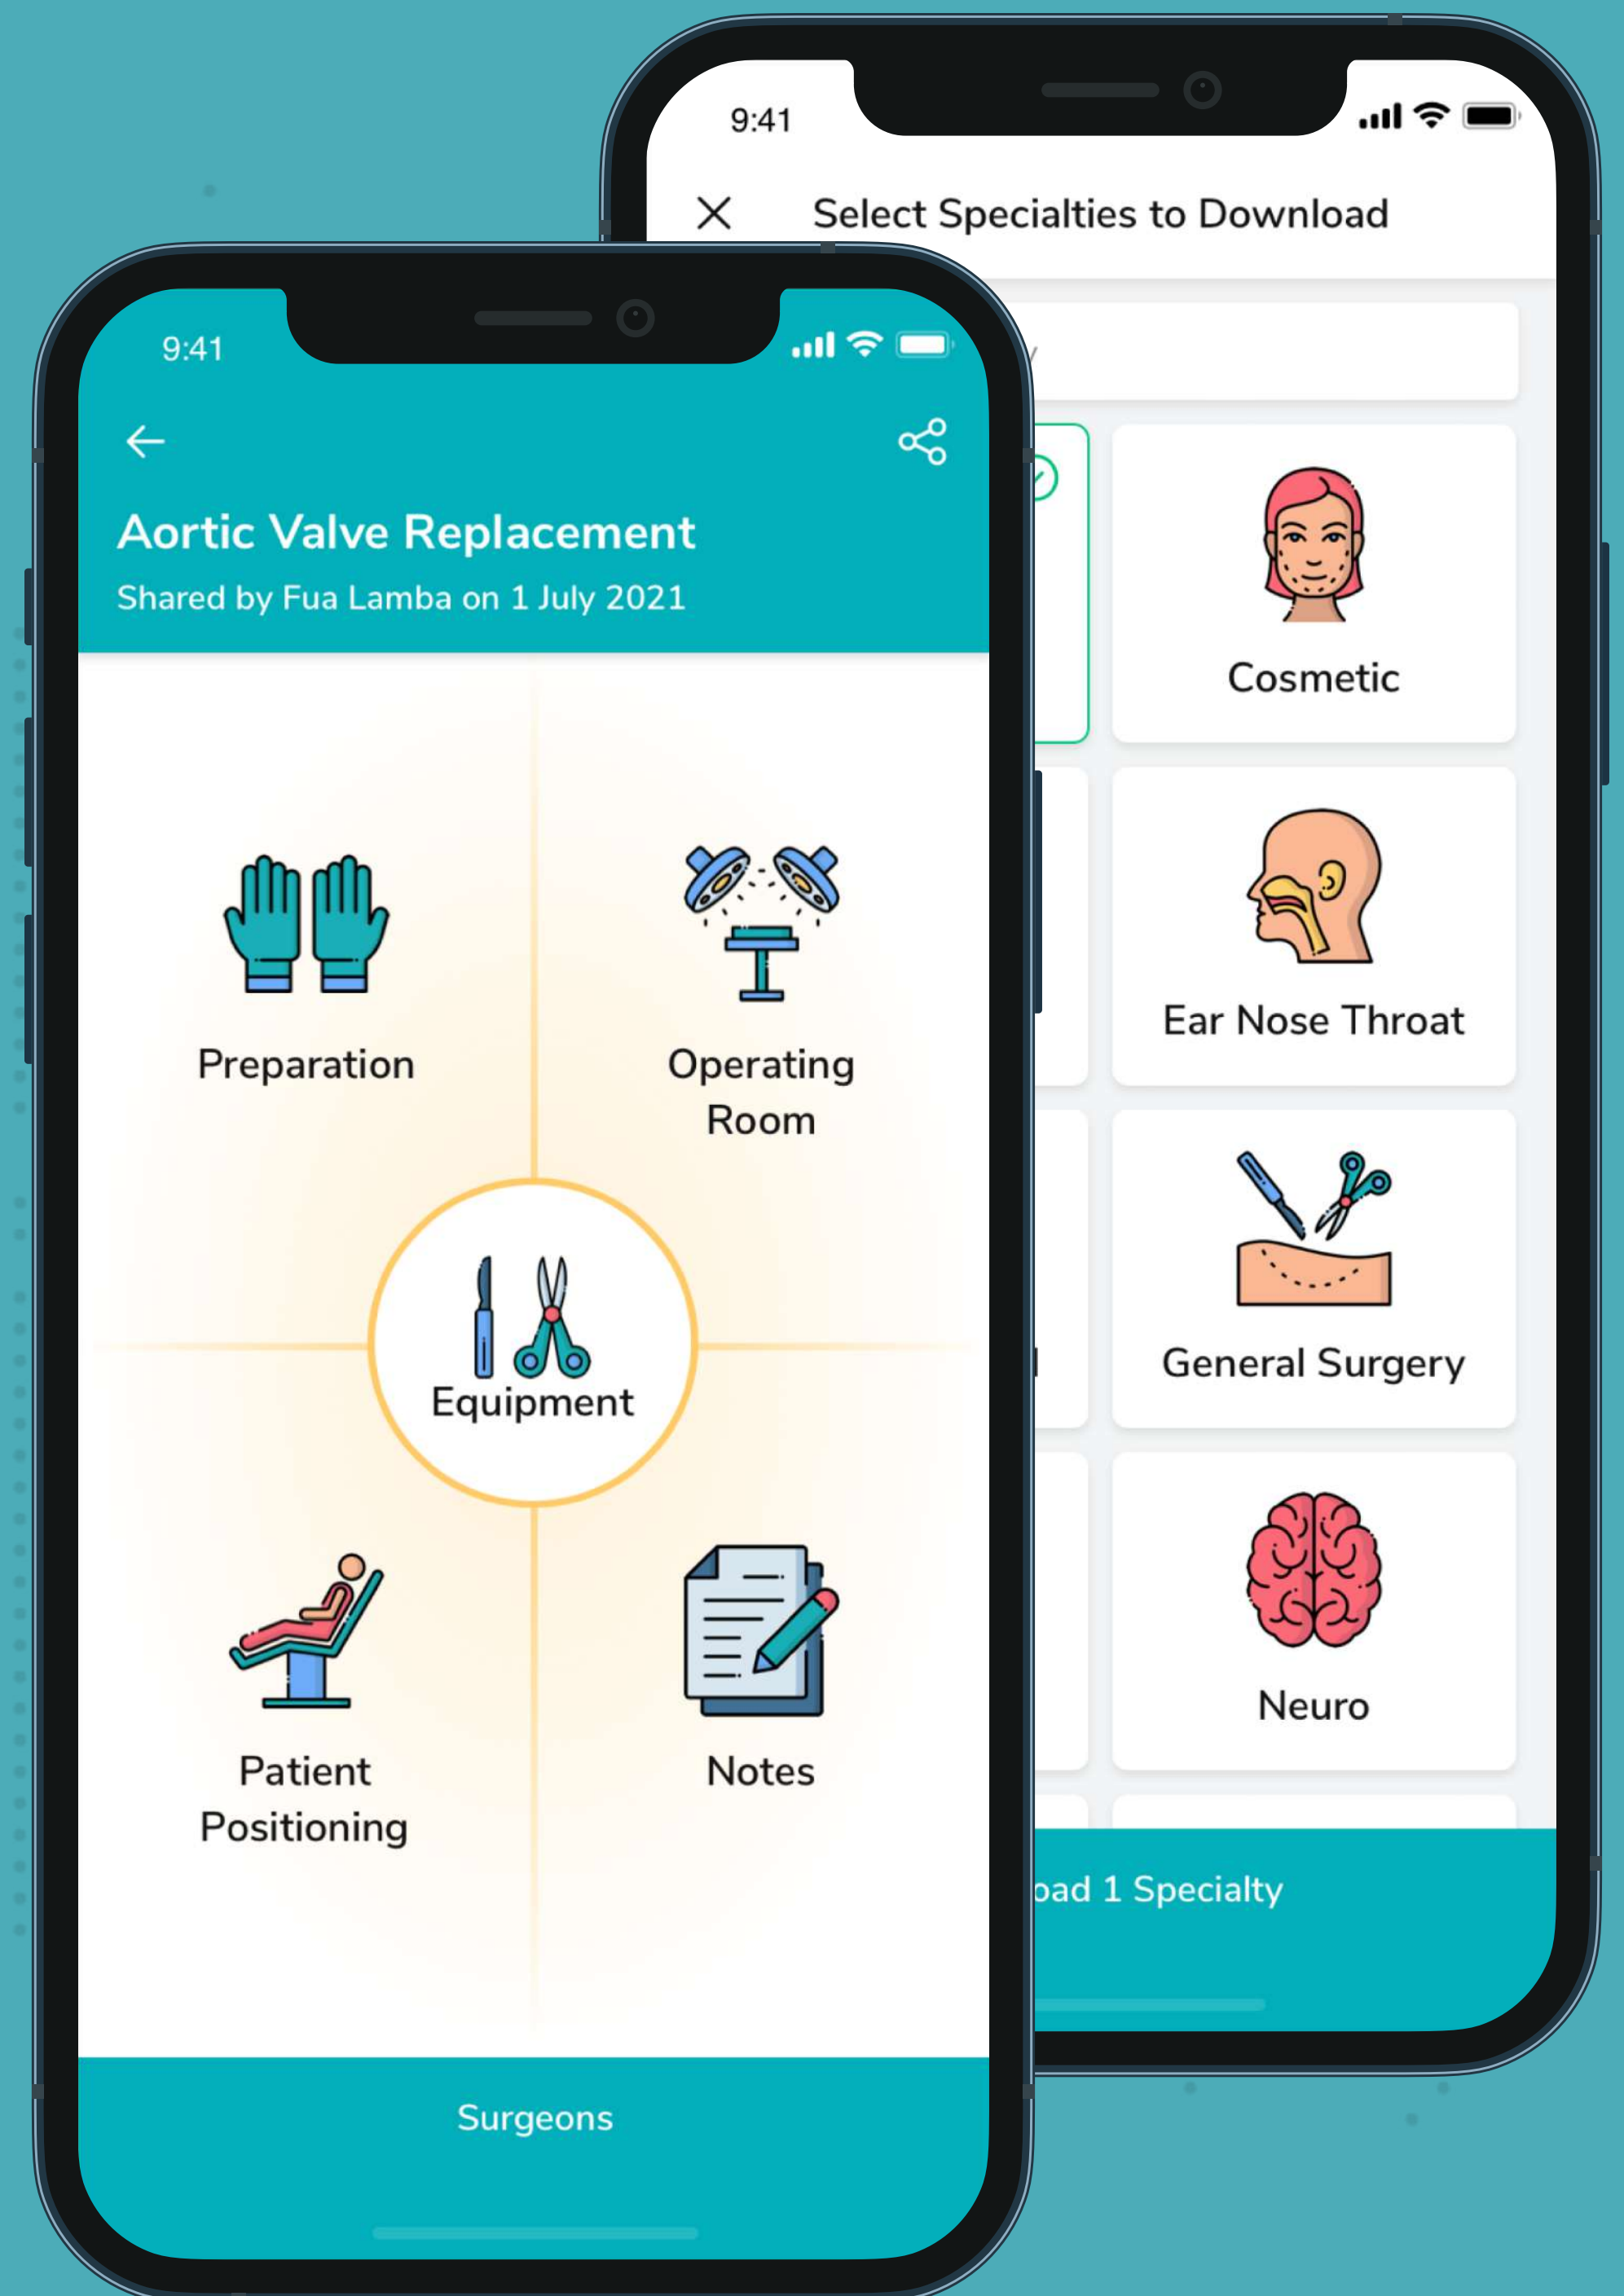 9:41
Select Specialties to Download
Cosmetic
Ear Nose Throat
General Surgery
Neuro
1 Specialty
9:41
Aortic Valve Replacement
Shared by Fua Lamba on 1 July 2021
Preparation
Operating
Room
Equipment
Patient
Positioning
Notes
Surgeons